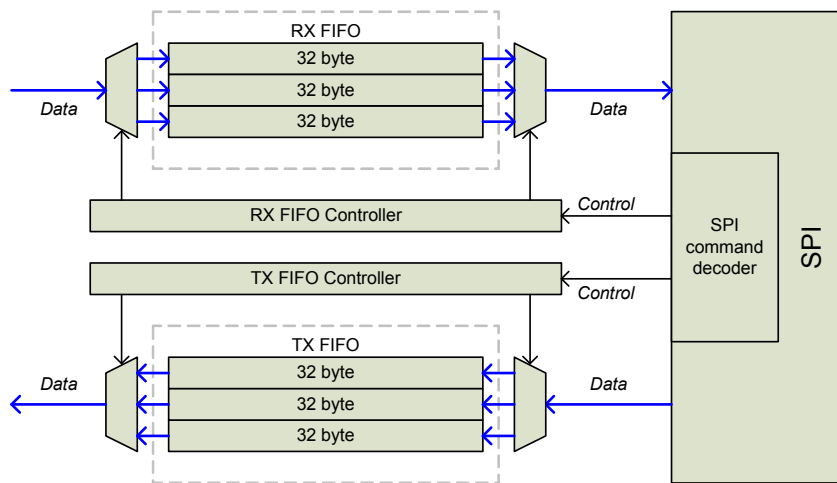 RX FIFO
32 byte
32 byte
32 byte
Data
Data
RX FIFO Controller
Control
SPI
command
decoder
SPI
TX FIFO Controller
Control
TX FIFO
32 byte
32 byte
32 byte
Data
Data